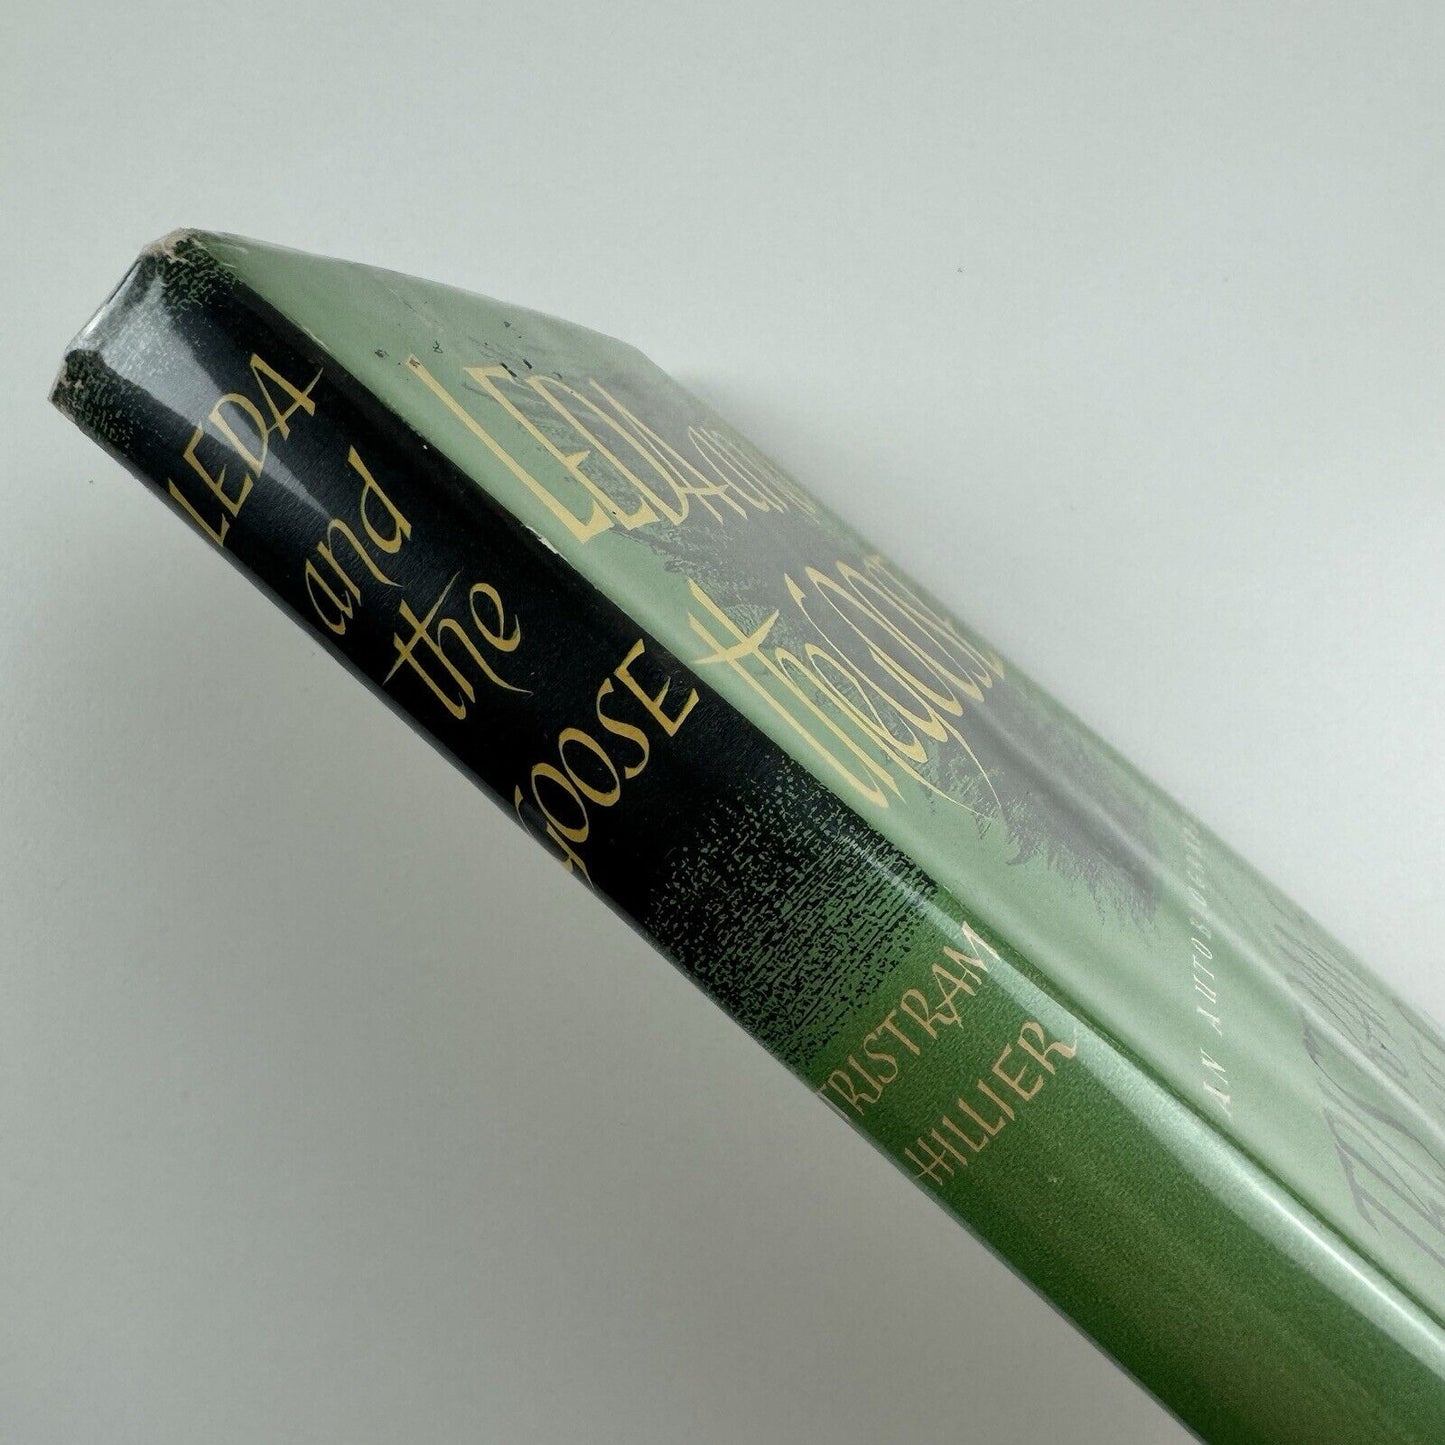 LEDA
and
the
GOOSE
TRISTRAM
HILLIER
LEDA and
the GOOSE
AN AUTOBIOGRAPHY